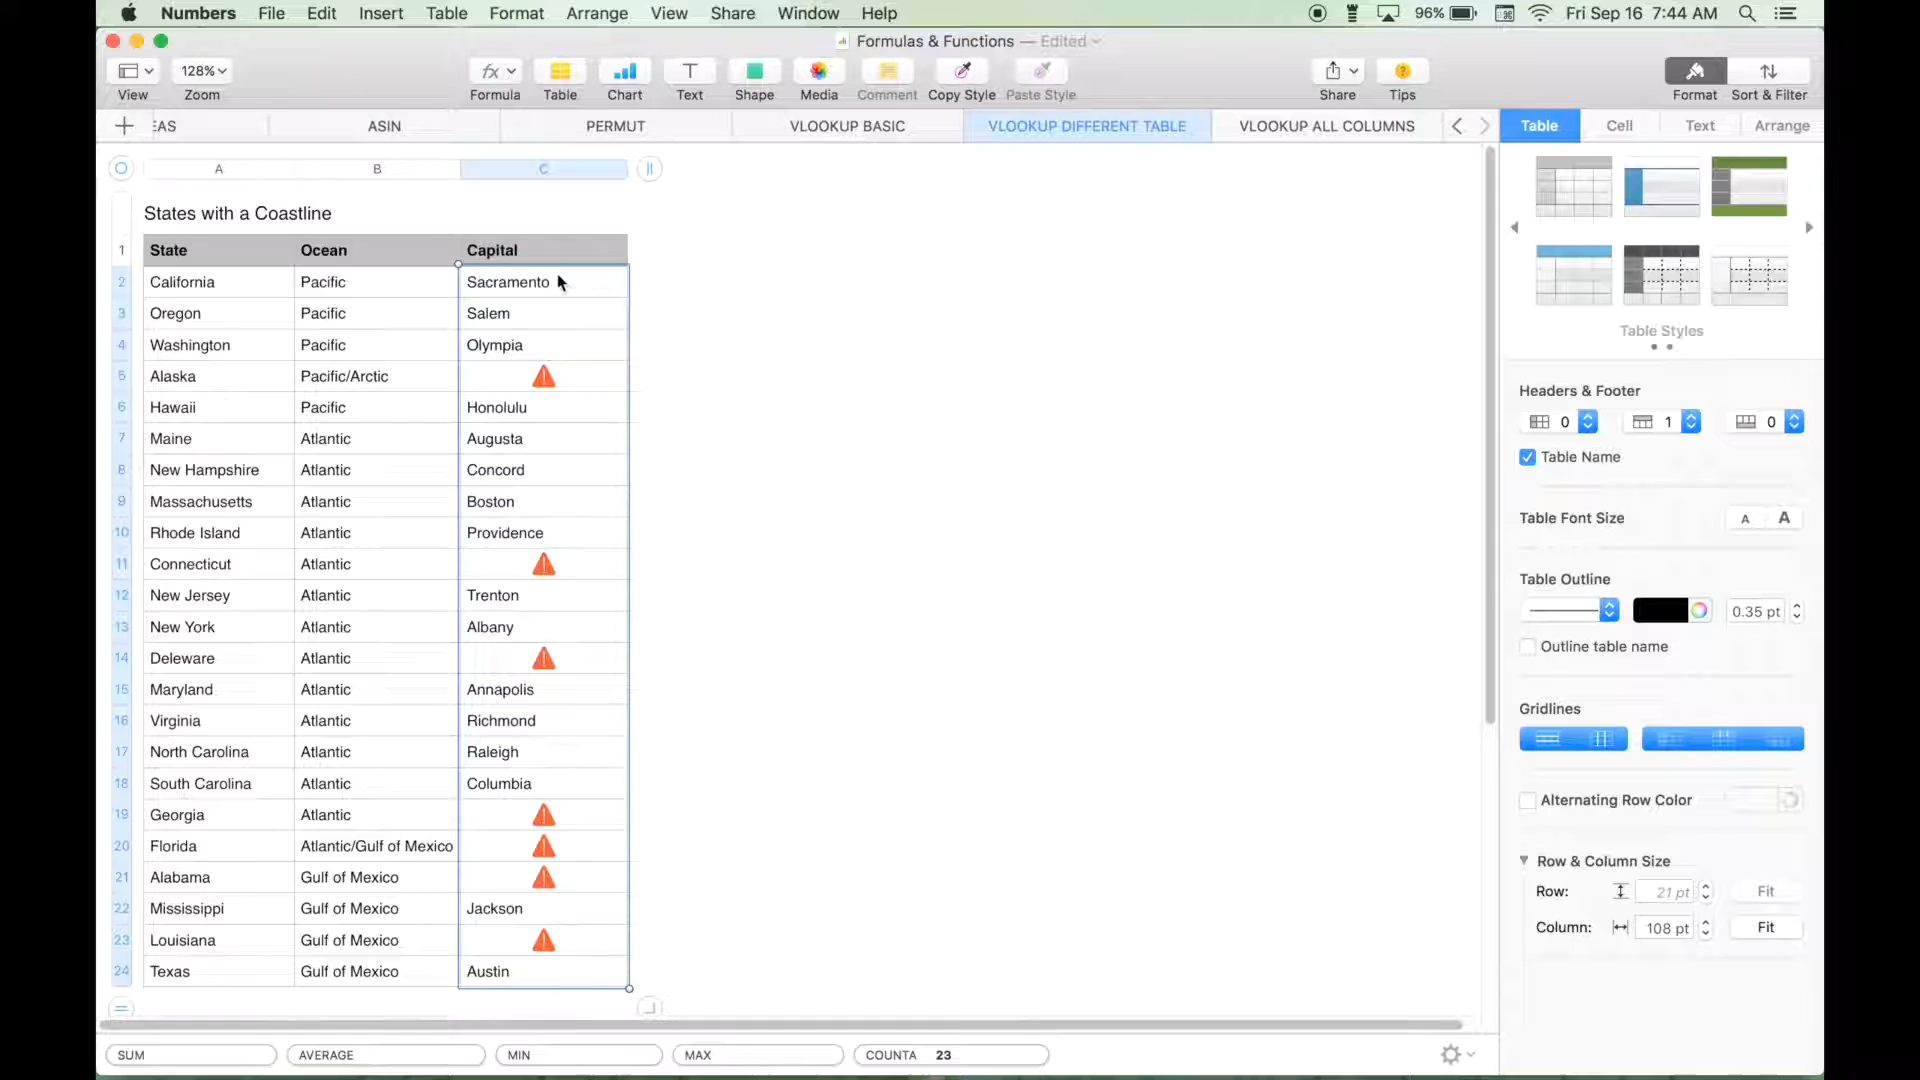 Numbers File Edit Insert Table Format Arrange View Share Window Help 96% Fri Sep 16 7:44 AM
Formulas & Functions — Edited
128%
View Zoom Formula Table Chart Text Shape Media Comment Copy Style Paste Style Share Tips Format Sort & Filter
EAS ASIN PERMUT VLOOKUP BASIC VLOOKUP DIFFERENT TABLE VLOOKUP ALL COLUMNS Table Cell Text Arrange
A B C
States with a Coastline
1 State Ocean Capital
2 California Pacific Sacramento
3 Oregon Pacific Salem
4 Washington Pacific Olympia
5 Alaska Pacific/Arctic
6 Hawaii Pacific Honolulu
7 Maine Atlantic Augusta
8 New Hampshire Atlantic Concord
9 Massachusetts Atlantic Boston
10 Rhode Island Atlantic Providence
11 Connecticut Atlantic
12 New Jersey Atlantic Trenton
13 New York Atlantic Albany
14 Deleware Atlantic
15 Maryland Atlantic Annapolis
16 Virginia Atlantic Richmond
17 North Carolina Atlantic Raleigh
18 South Carolina Atlantic Columbia
19 Georgia Atlantic
20 Florida Atlantic/Gulf of Mexico
21 Alabama Gulf of Mexico
22 Mississippi Gulf of Mexico Jackson
23 Louisiana Gulf of Mexico
24 Texas Gulf of Mexico Austin
SUM AVERAGE MIN MAX COUNTA 23
Table Styles
Headers & Footer
0 1 0
Table Name
Table Font Size A A
Table Outline
0.35 pt
Outline table name
Gridlines
Alternating Row Color
Row & Column Size
Row: 21 pt Fit
Column: 108 pt Fit